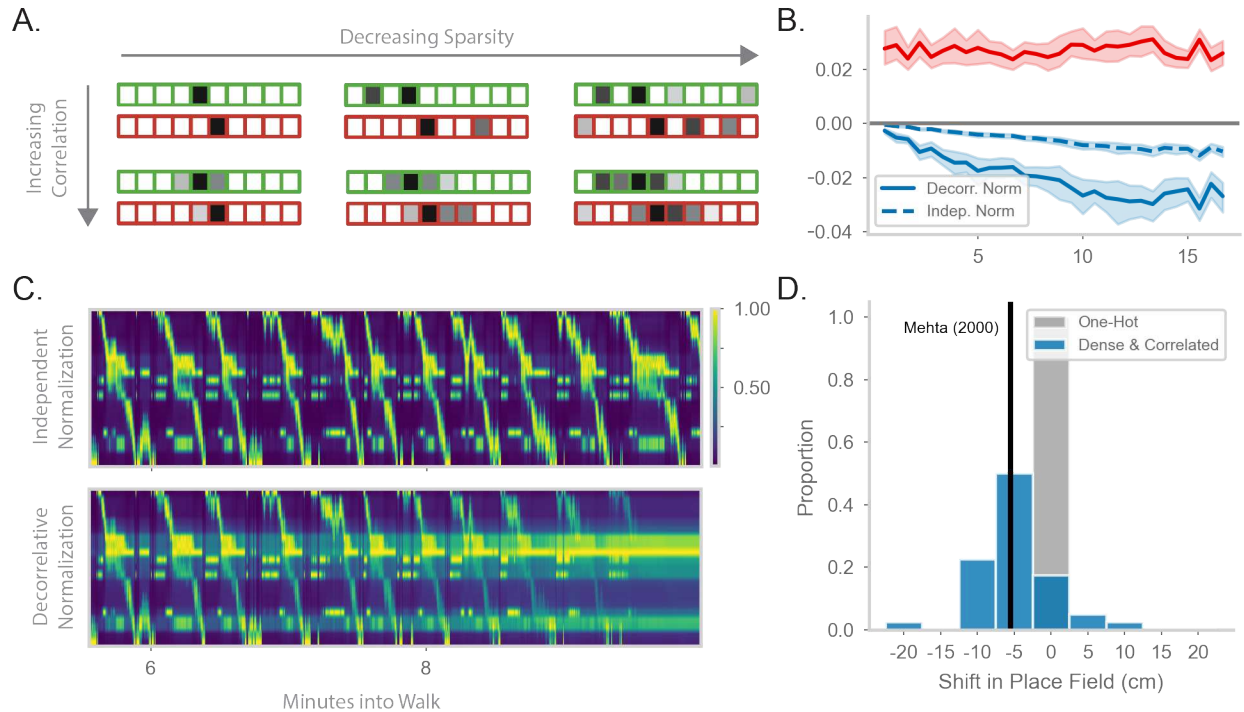 A.
Decreasing Sparsity
Increasing
Correlation
B.
0.02
0.00
−0.02
−0.04
Decorr. Norm
Indep. Norm
5
10
15
C.
Independent
Normalization
1.00
0.50
Decorrelative
Normalization
6
8
Minutes into Walk
D.
Mehta (2000)
One-Hot
Dense & Correlated
Proportion
1.0
0.8
0.6
0.4
0.2
0.0
-20 -15 -10 -5 0 5 10 15 20
Shift in Place Field (cm)